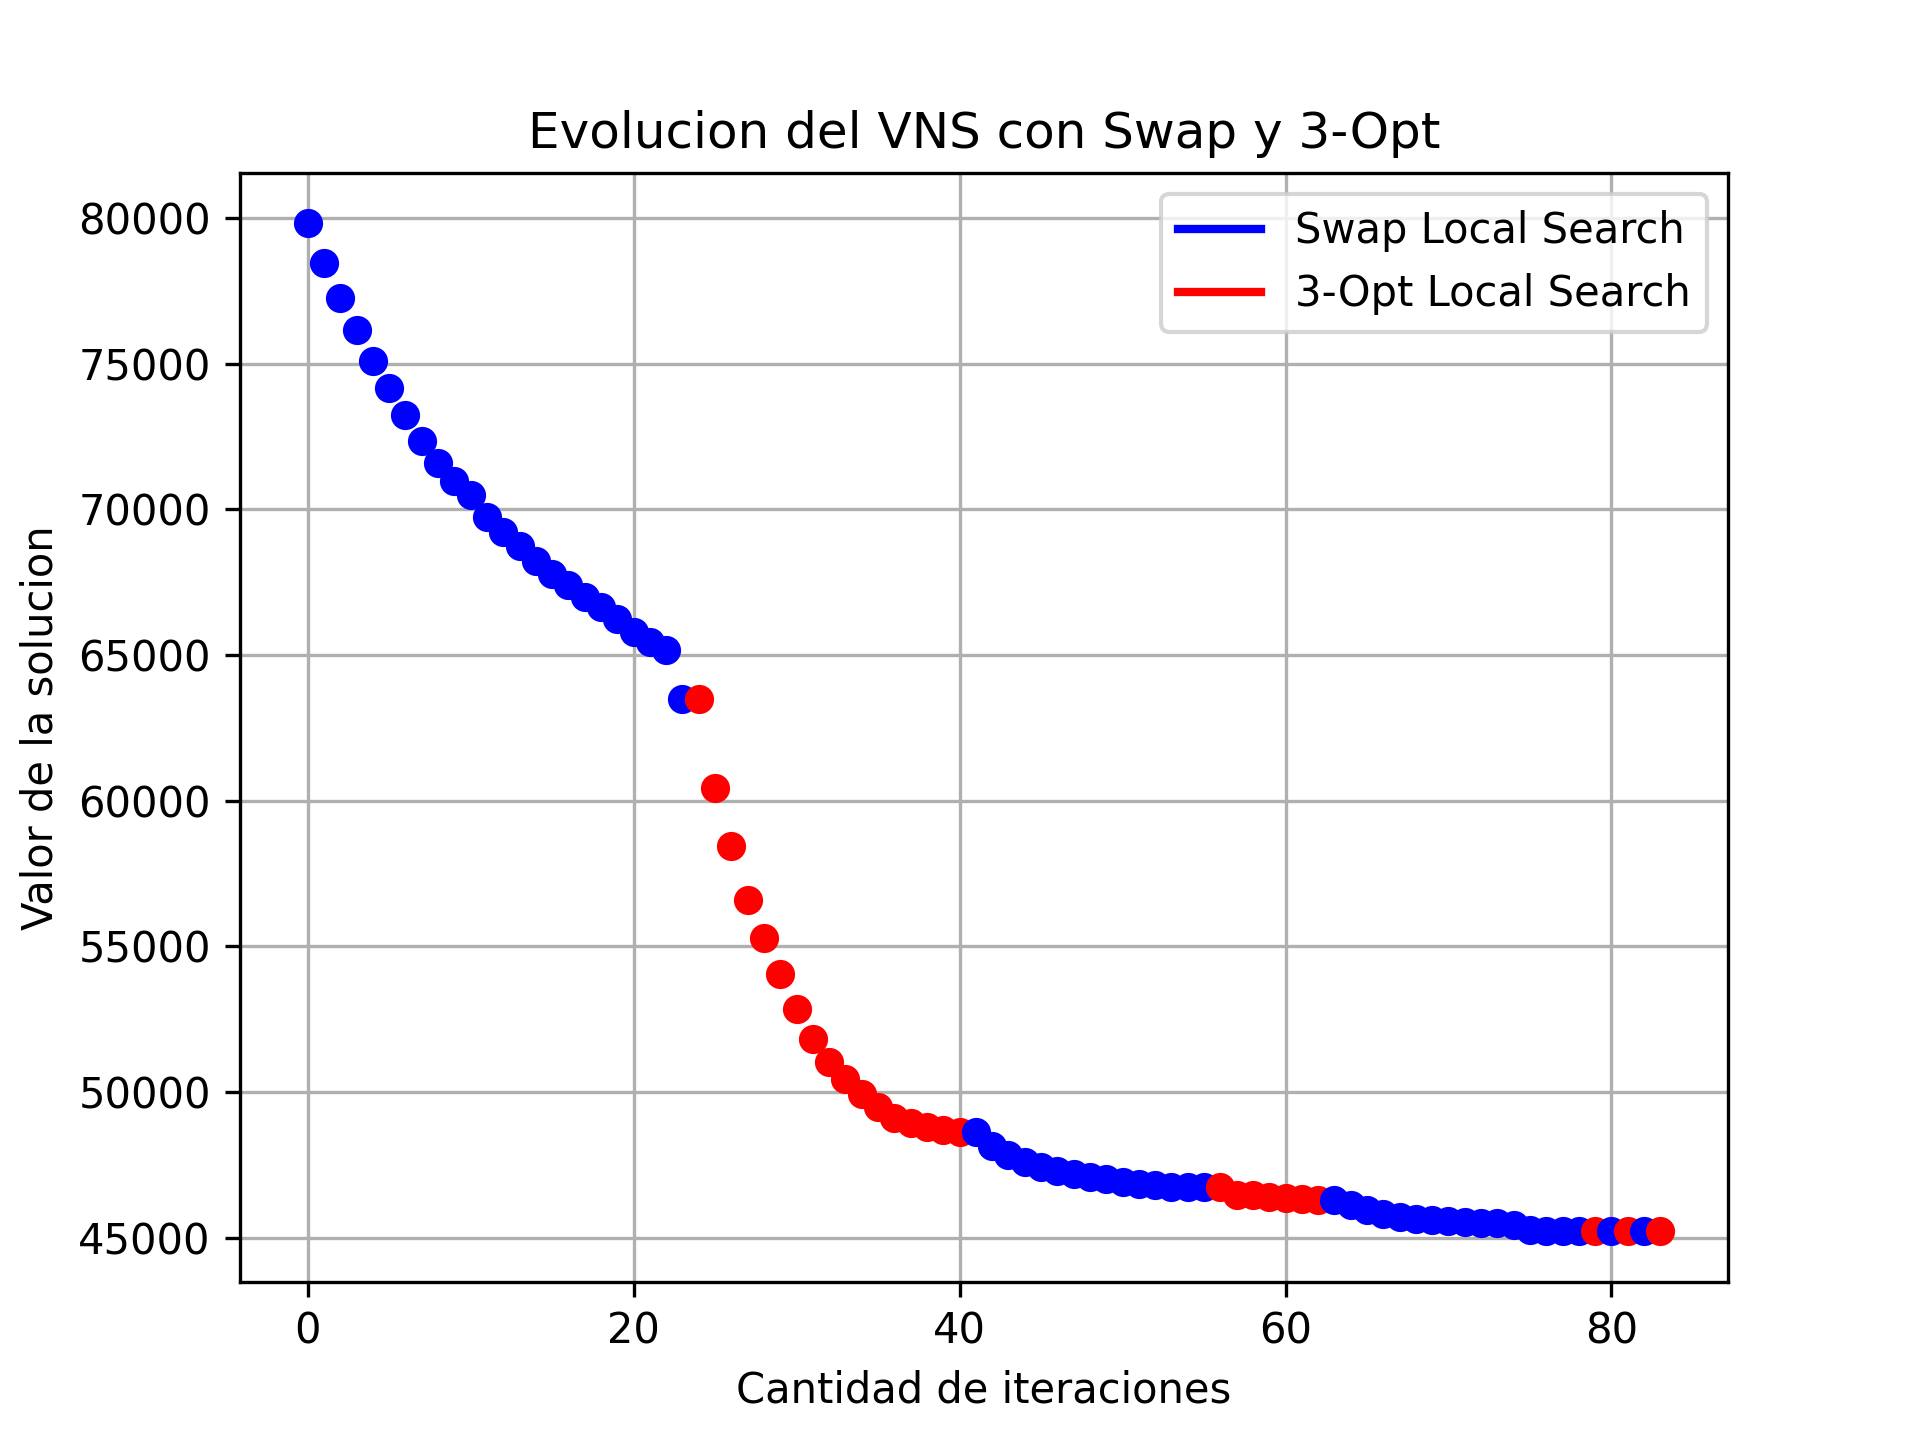 Evolucion del VNS con Swap y 3-Opt
Swap Local Search
3-Opt Local Search
Valor de la solucion
80000
75000
70000
65000
60000
55000
50000
45000
0 20 40 60 80
Cantidad de iteraciones